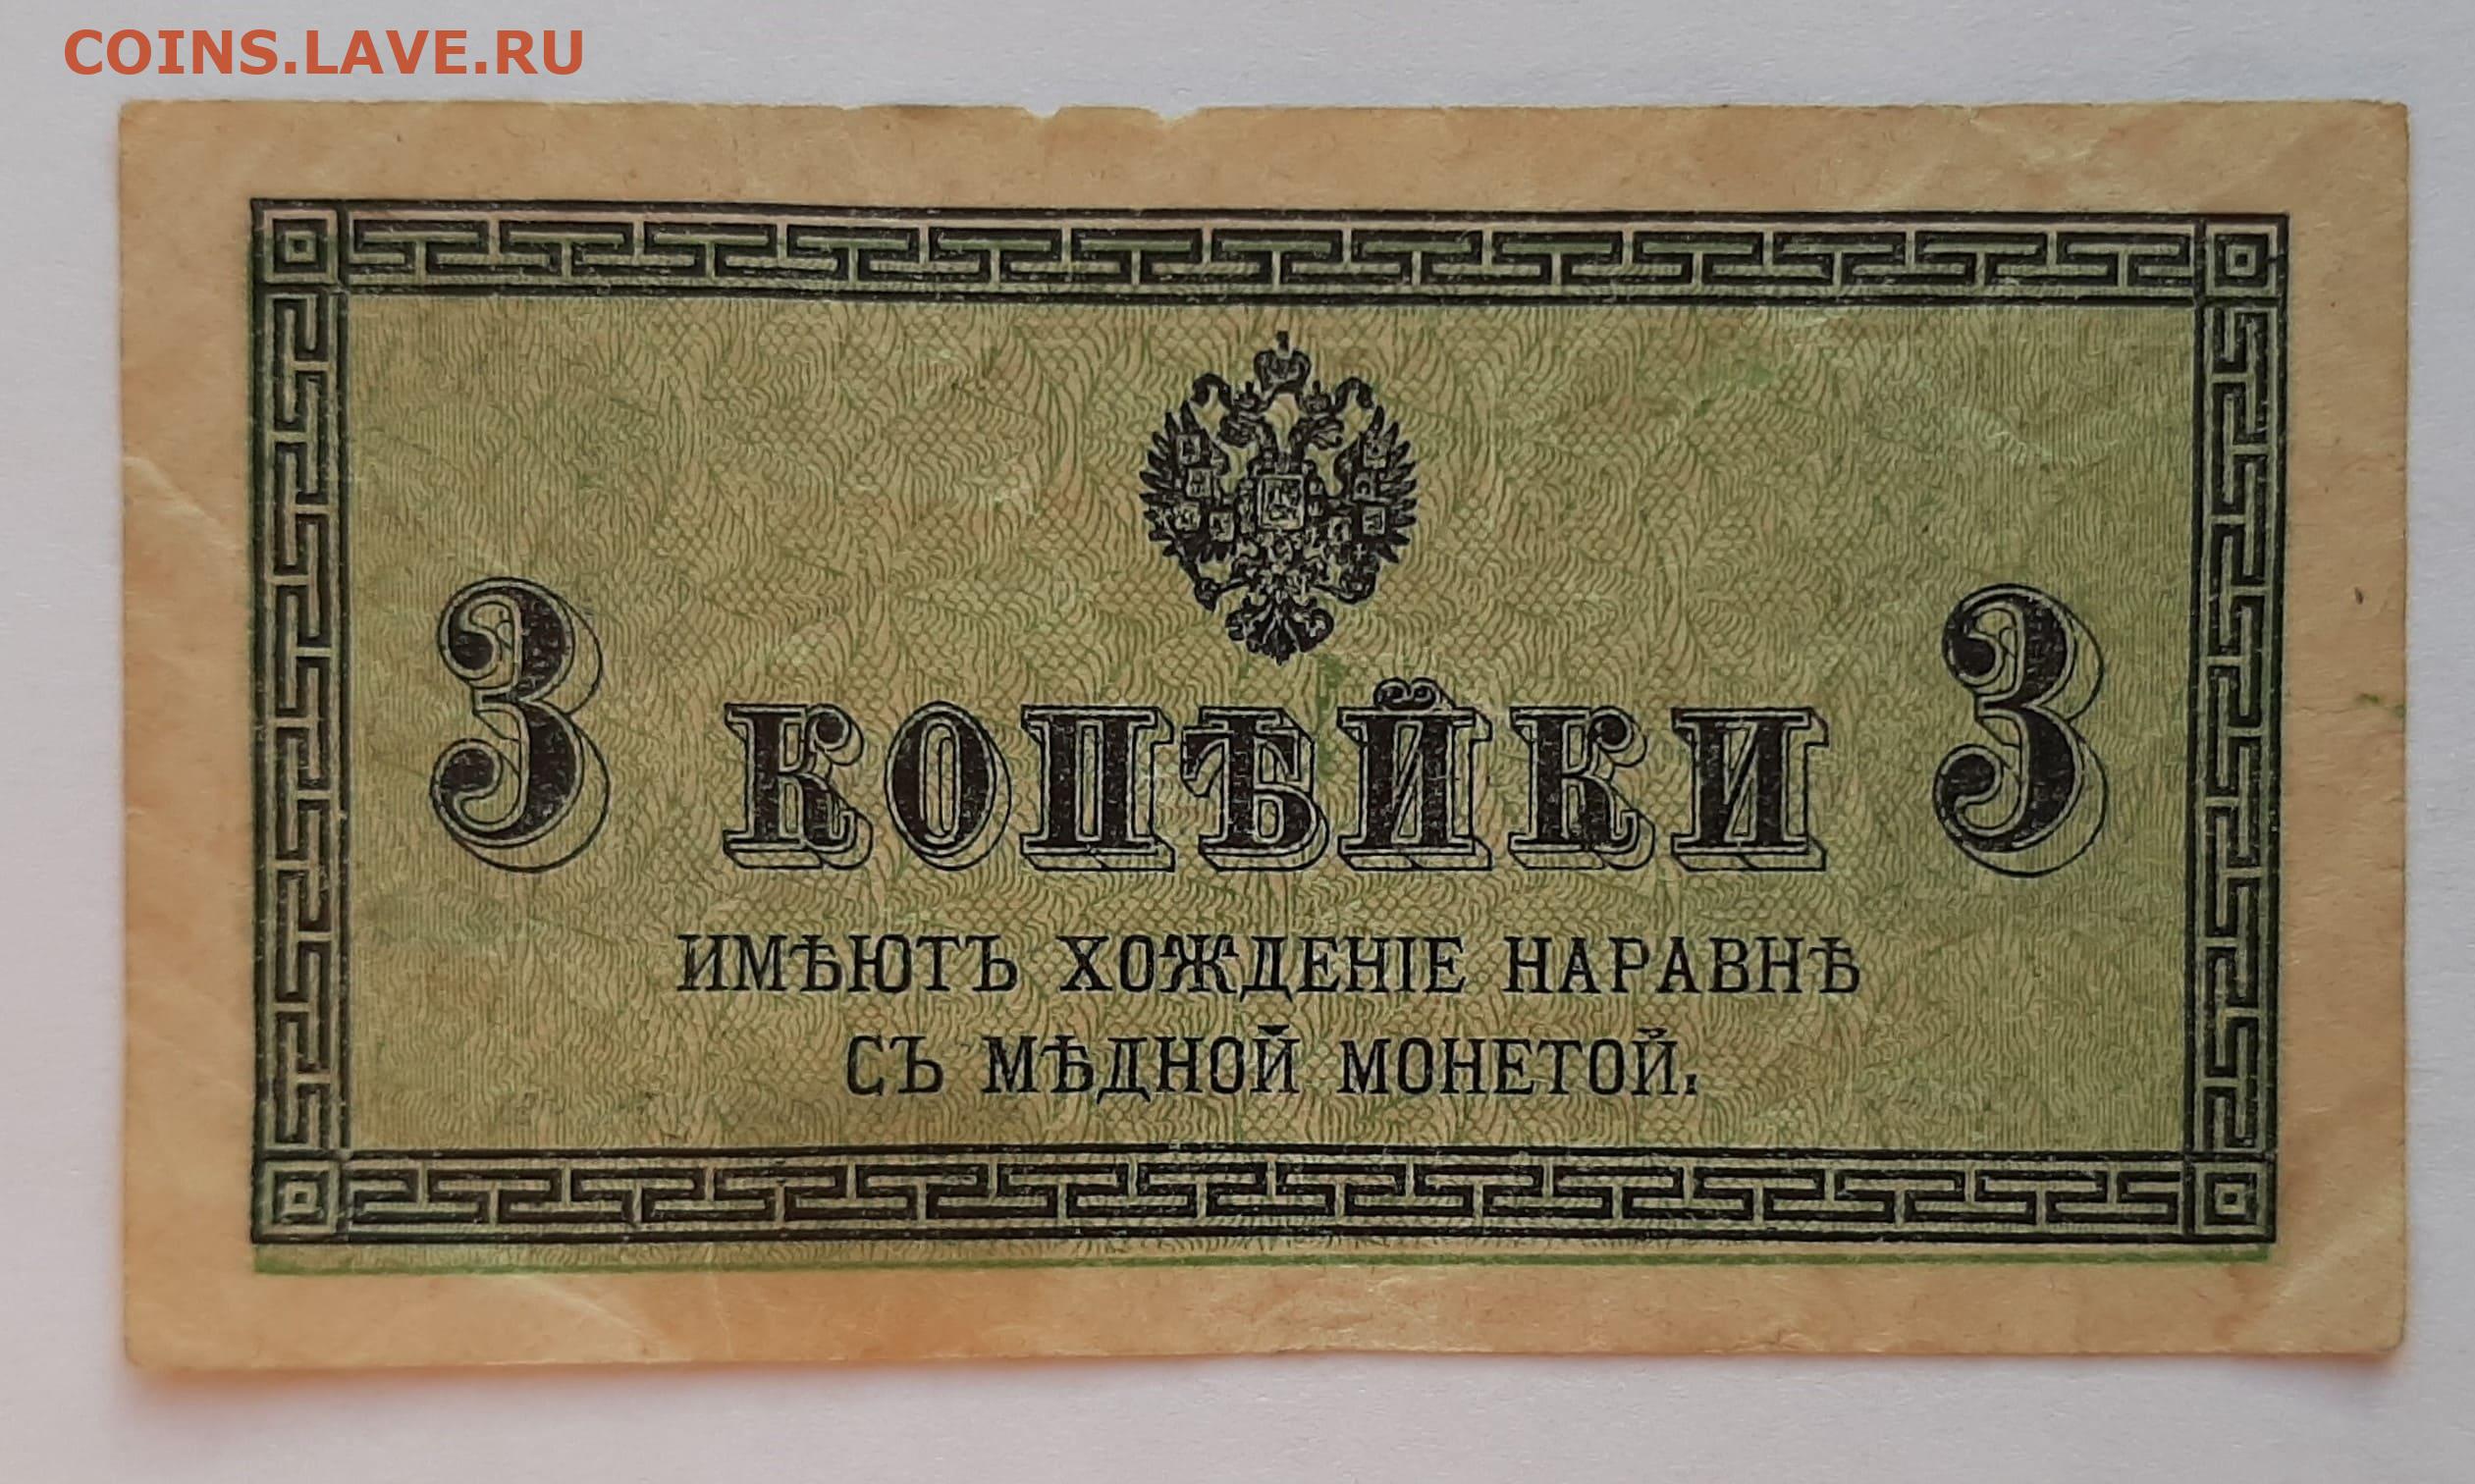 COINS.LAVE.RU
3 КОПѢЙКИ 3
ИМѢЮТЪ ХОЖДЕНІЕ НАРАВНѢ
СЪ МѢДНОЙ МОНЕТОЙ.